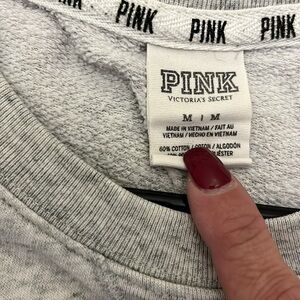 PINK PINK PINK PINK
PINK
VICTORIA'S SECRET
M | M
MADE IN VIETNAM / FAIT AU
VIETNAM / HECHO EN VIETNAM
60% COTTON / COTON / ALGODÓN